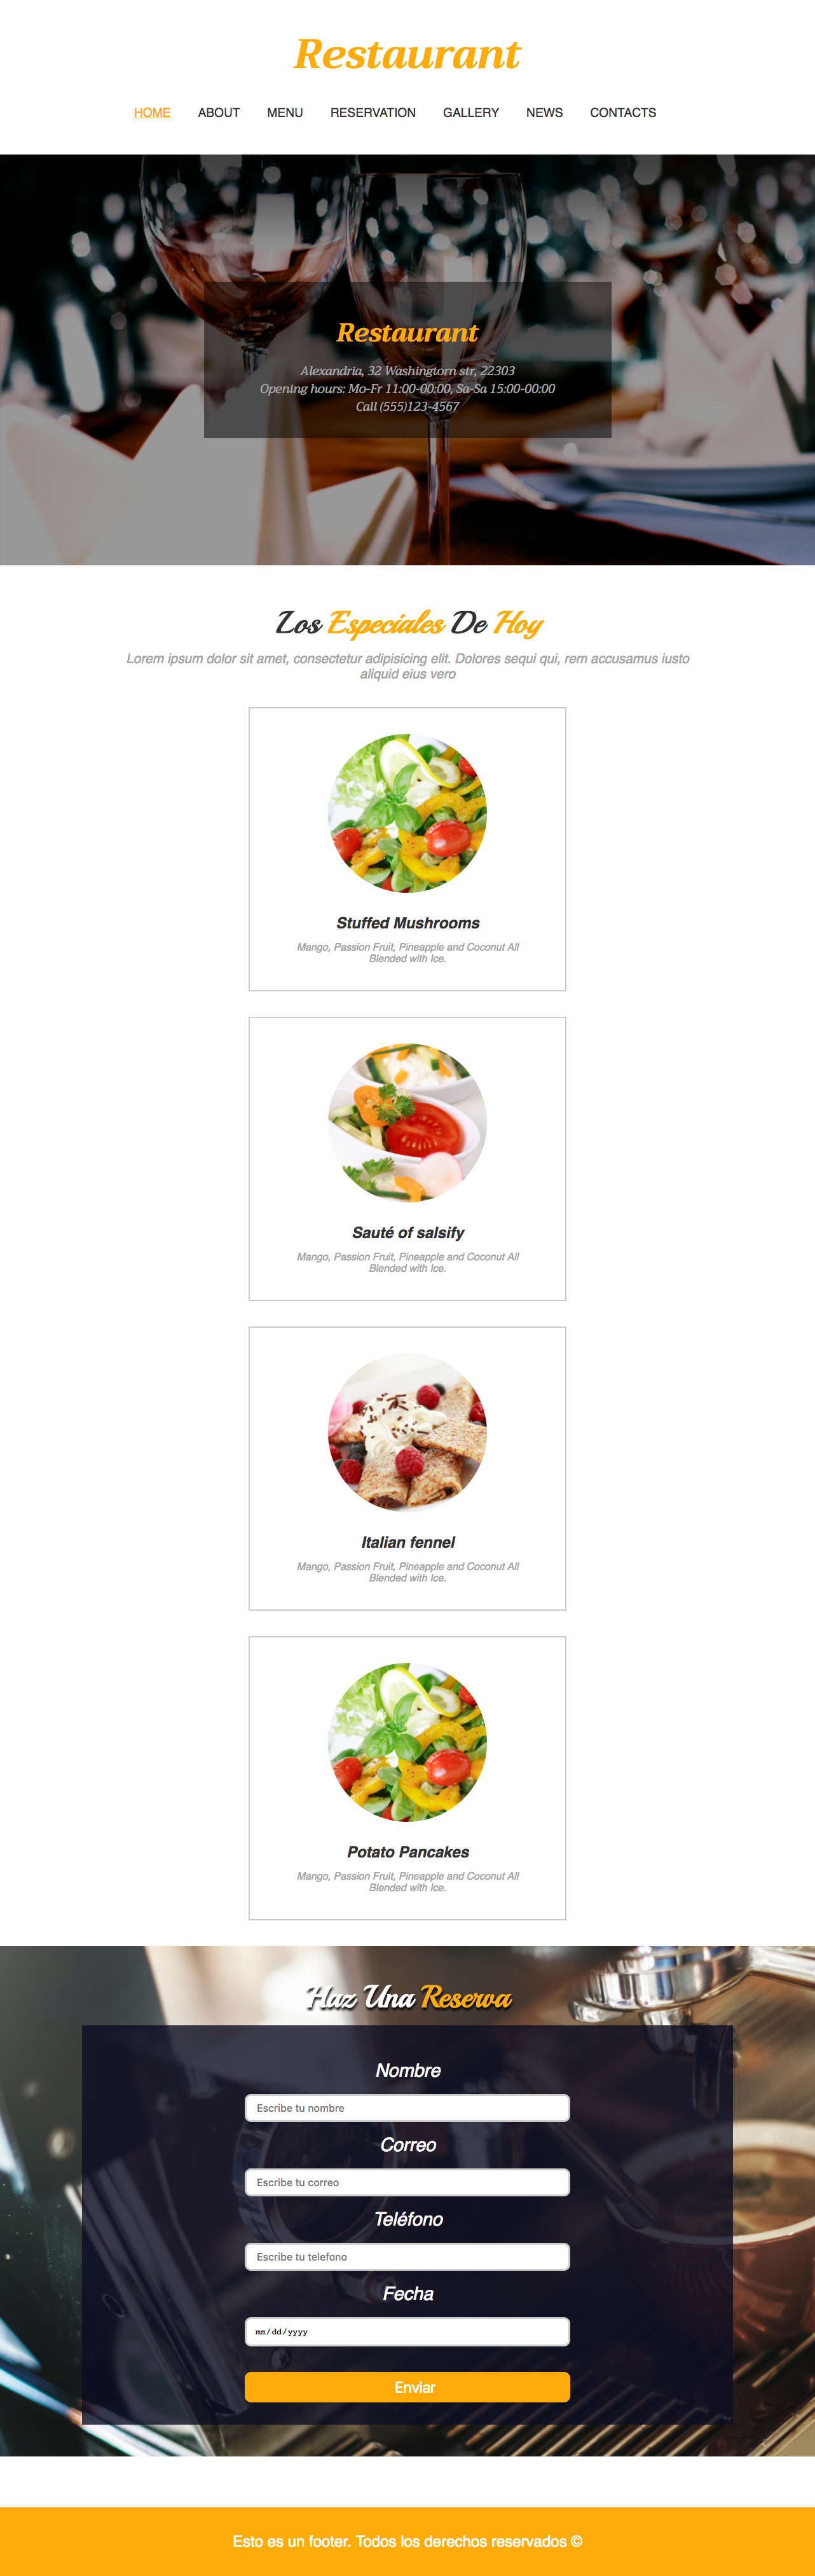 Restaurant
HOME ABOUT MENU RESERVATION GALLERY NEWS CONTACTS
Restaurant
Alexandria, 32 Washingtorn str, 22303
Opening hours: Mo-Fr 11:00-00:00, Sa-Sa 15:00-00:00
Call (555)123-4567
Los Especiales De Hoy
Lorem ipsum dolor sit amet, consectetur adipisicing elit. Dolores sequi qui, rem accusamus iusto
aliquid eius vero
Stuffed Mushrooms
Mango, Passion Fruit, Pineapple and Coconut All
Blended with Ice.
Sauté of salsify
Mango, Passion Fruit, Pineapple and Coconut All
Blended with Ice.
Italian fennel
Mango, Passion Fruit, Pineapple and Coconut All
Blended with Ice.
Potato Pancakes
Mango, Passion Fruit, Pineapple and Coconut All
Blended with Ice.
Haz Una Reserva
Nombre
Escribe tu nombre
Correo
Escribe tu correo
Teléfono
Escribe tu telefono
Fecha
mm/dd/yyyy
Enviar
Esto es un footer. Todos los derechos reservados ©